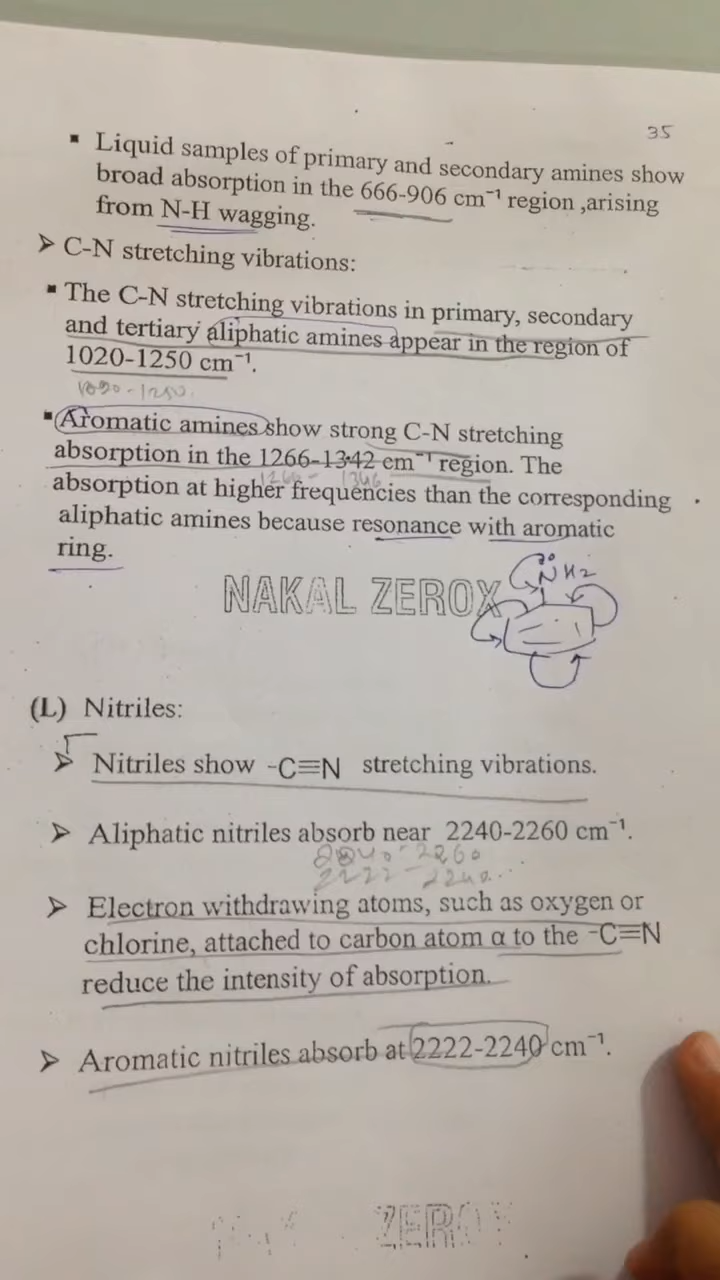 35
▪ Liquid samples of primary and secondary amines show
broad absorption in the 666-906 cm⁻¹ region ,arising
from N-H wagging.
➤ C-N stretching vibrations:
▪ The C-N stretching vibrations in primary, secondary
and tertiary aliphatic amines appear in the region of
1020-1250 cm⁻¹.
1020-1250
▪ Aromatic amines show strong C-N stretching
absorption in the 1266-1342 cm⁻¹ region. The
absorption at higher frequencies than the corresponding
aliphatic amines because resonance with aromatic
ring.
NH2
NAKAL ZEROX
(L) Nitriles:
➤ Nitriles show -C≡N stretching vibrations.
➤ Aliphatic nitriles absorb near 2240-2260 cm⁻¹.
2240-2260
2222-2240
➤ Electron withdrawing atoms, such as oxygen or
chlorine, attached to carbon atom α to the -C≡N
reduce the intensity of absorption.
➤ Aromatic nitriles absorb at 2222-2240 cm⁻¹.
ZEROX